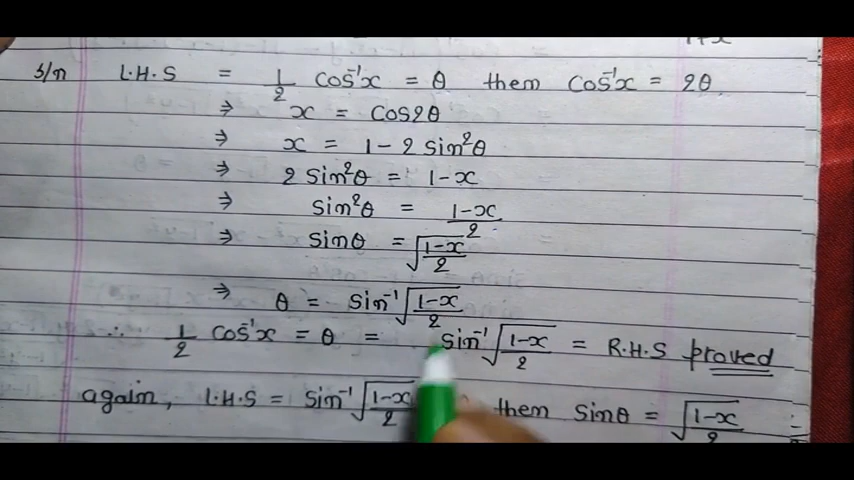 s/n L.H.S = 1/2 cos⁻¹x = θ then cos⁻¹x = 2θ
⇒ x = cos2θ
⇒ x = 1 - 2 sin²θ
⇒ 2 sin²θ = 1-x
⇒ sin²θ = (1-x)/2
⇒ sinθ = √((1-x)/2)
⇒ θ = sin⁻¹√((1-x)/2)
∴ 1/2 cos⁻¹x = θ = sin⁻¹√((1-x)/2) = R.H.S proved
again, L.H.S = sin⁻¹√((1-x)/2) then sinθ = √((1-x)/2)